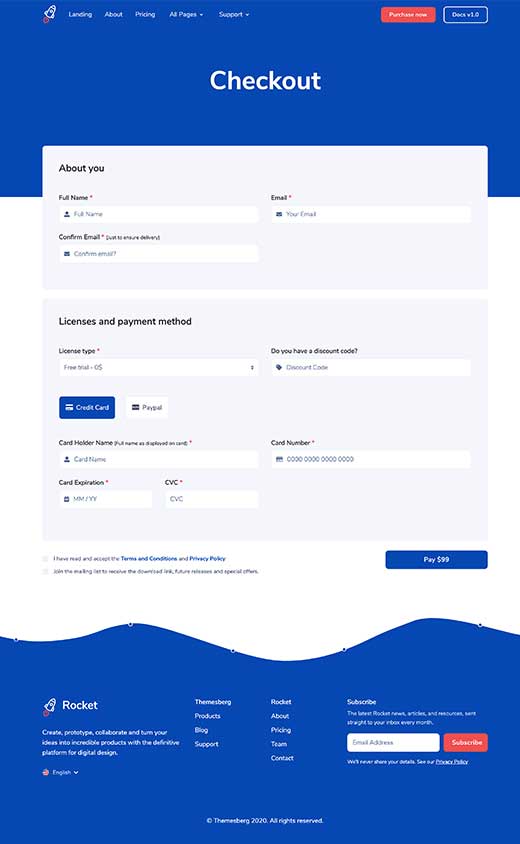 Landing About Pricing All Pages Support Purchase now Docs v1.0
Checkout
About you
Full Name * Email *
Full Name Your Email
Confirm Email * (Just to ensure delivery)
Confirm email?
Licenses and payment method
License type * Do you have a discount code?
Free trial - 0$ Discount Code
Credit Card Paypal
Card Holder Name (Full name as displayed on card) * Card Number *
Card Name 0000 0000 0000 0000
Card Expiration * CVC *
MM / YY CVC
I have read and accept the Terms and Conditions and Privacy Policy Pay $99
Join the mailing list to receive the download link, future releases and special offers.
Rocket Themesberg Rocket Subscribe
Products About The latest Rocket news, articles, and resources, sent
Blog Pricing straight to your inbox every month.
Create, prototype, collaborate and turn your
ideas into incredible products with the definitive
platform for digital design.
Support Team Email Address Subscribe
Contact We'll never share your details. See our Privacy Policy
English
© Themesberg 2020. All rights reserved.